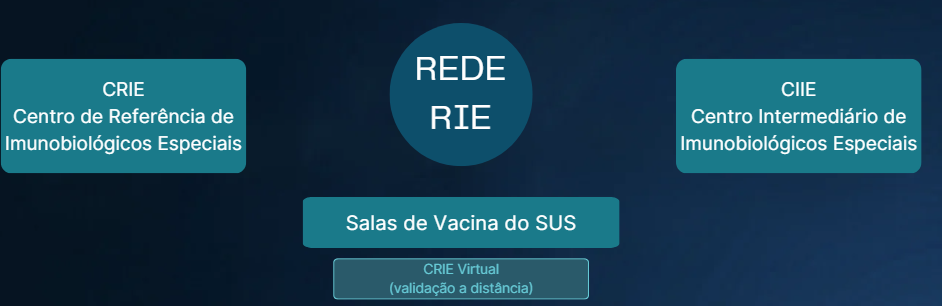 CRIE
Centro de Referência de
Imunobiológicos Especiais
REDE
RIE
CIIE
Centro Intermediário de
Imunobiológicos Especiais
Salas de Vacina do SUS
CRIE Virtual
(validação a distância)